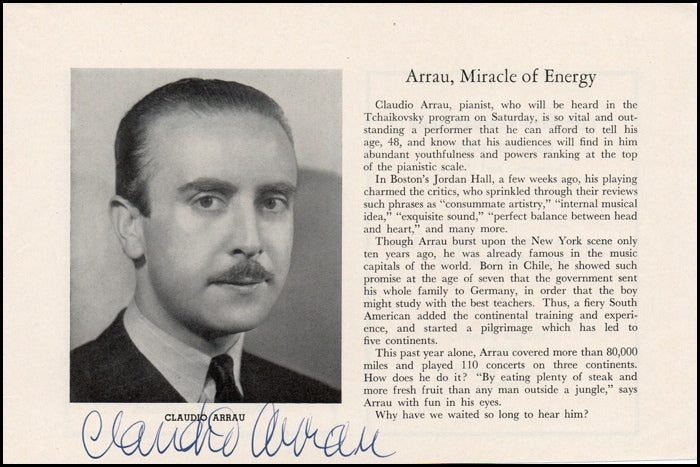 Arrau, Miracle of Energy
Claudio Arrau, pianist, who will be heard in the
Tchaikovsky program on Saturday, is so vital and out-
standing a performer that he can afford to tell his
age, 48, and know that his audiences will find in him
abundant youthfulness and powers ranking at the top
of the pianistic scale.
In Boston's Jordan Hall, a few weeks ago, his playing
charmed the critics, who sprinkled through their reviews
such phrases as "consummate artistry," "internal musical
idea," "exquisite sound," "perfect balance between head
and heart," and many more.
Though Arrau burst upon the New York scene only
ten years ago, he was already famous in the music
capitals of the world. Born in Chile, he showed such
promise at the age of seven that the government sent
his whole family to Germany, in order that the boy
might study with the best teachers. Thus, a fiery South
American added the continental training and experi-
ence, and started a pilgrimage which has led to
five continents.
This past year alone, Arrau covered more than 80,000
miles and played 110 concerts on three continents.
How does he do it? "By eating plenty of steak and
more fresh fruit than any man outside a jungle," says
Arrau with fun in his eyes.
Why have we waited so long to hear him?
CLAUDIO ARRAU
Claudio Arrau